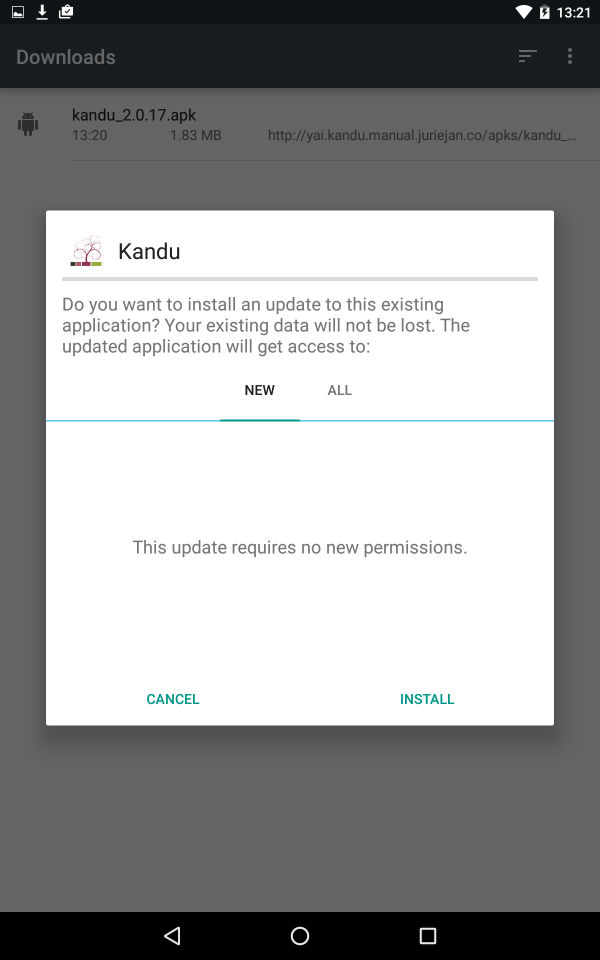 13:21
Downloads
kandu_2.0.17.apk
13:20 1.83 MB http://yai.kandu.manual.juriejan.co/apks/kandu_...
Kandu
Do you want to install an update to this existing
application? Your existing data will not be lost. The
updated application will get access to:
NEW ALL
This update requires no new permissions.
CANCEL INSTALL